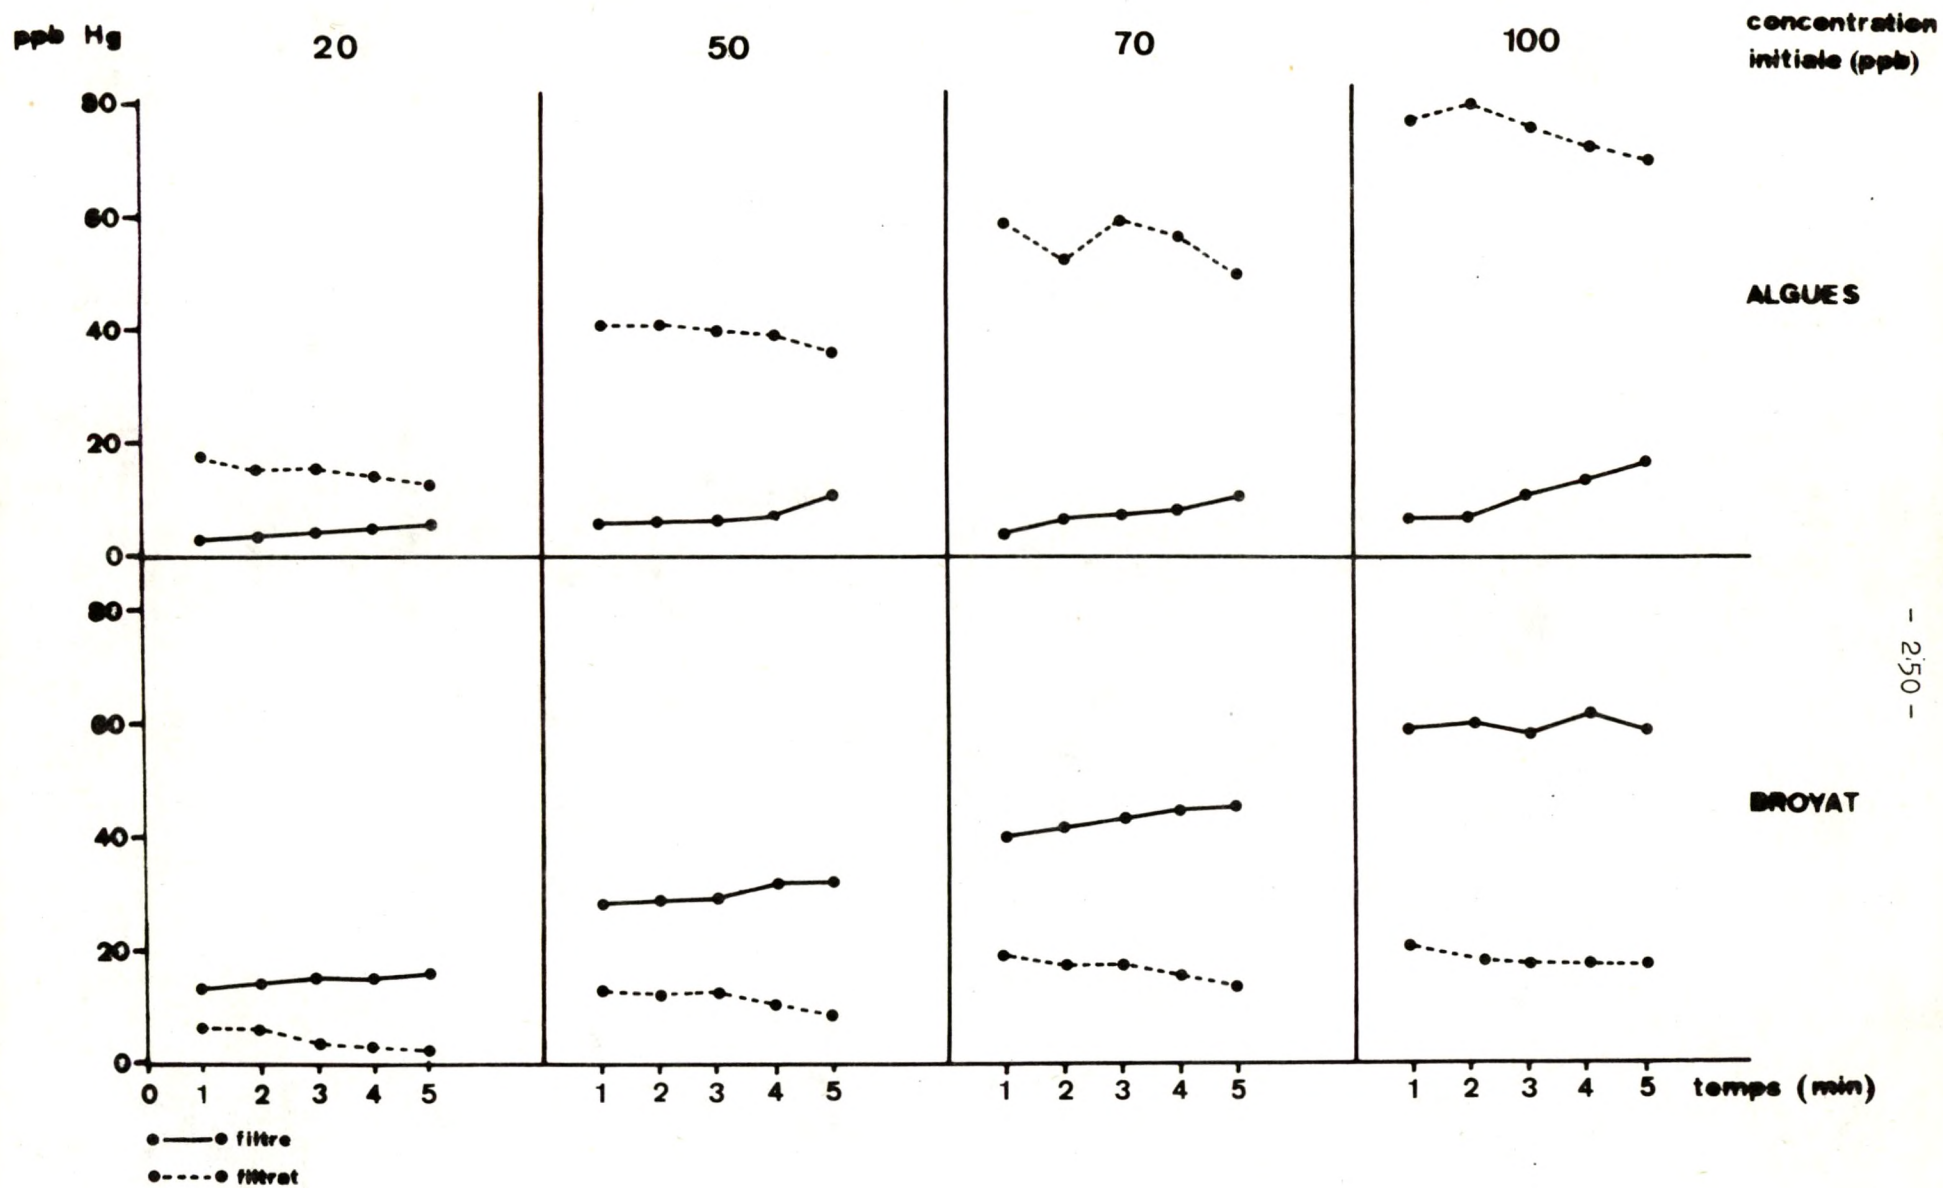 ppb Hg 20 50 70 100 concentration
initiale (ppb)
80
60
ALGUES
40
20
0
80
- 250 -
60
BROYAT
40
20
0
0 1 2 3 4 5 1 2 3 4 5 1 2 3 4 5 1 2 3 4 5 temps (min)
filtre
filtrat